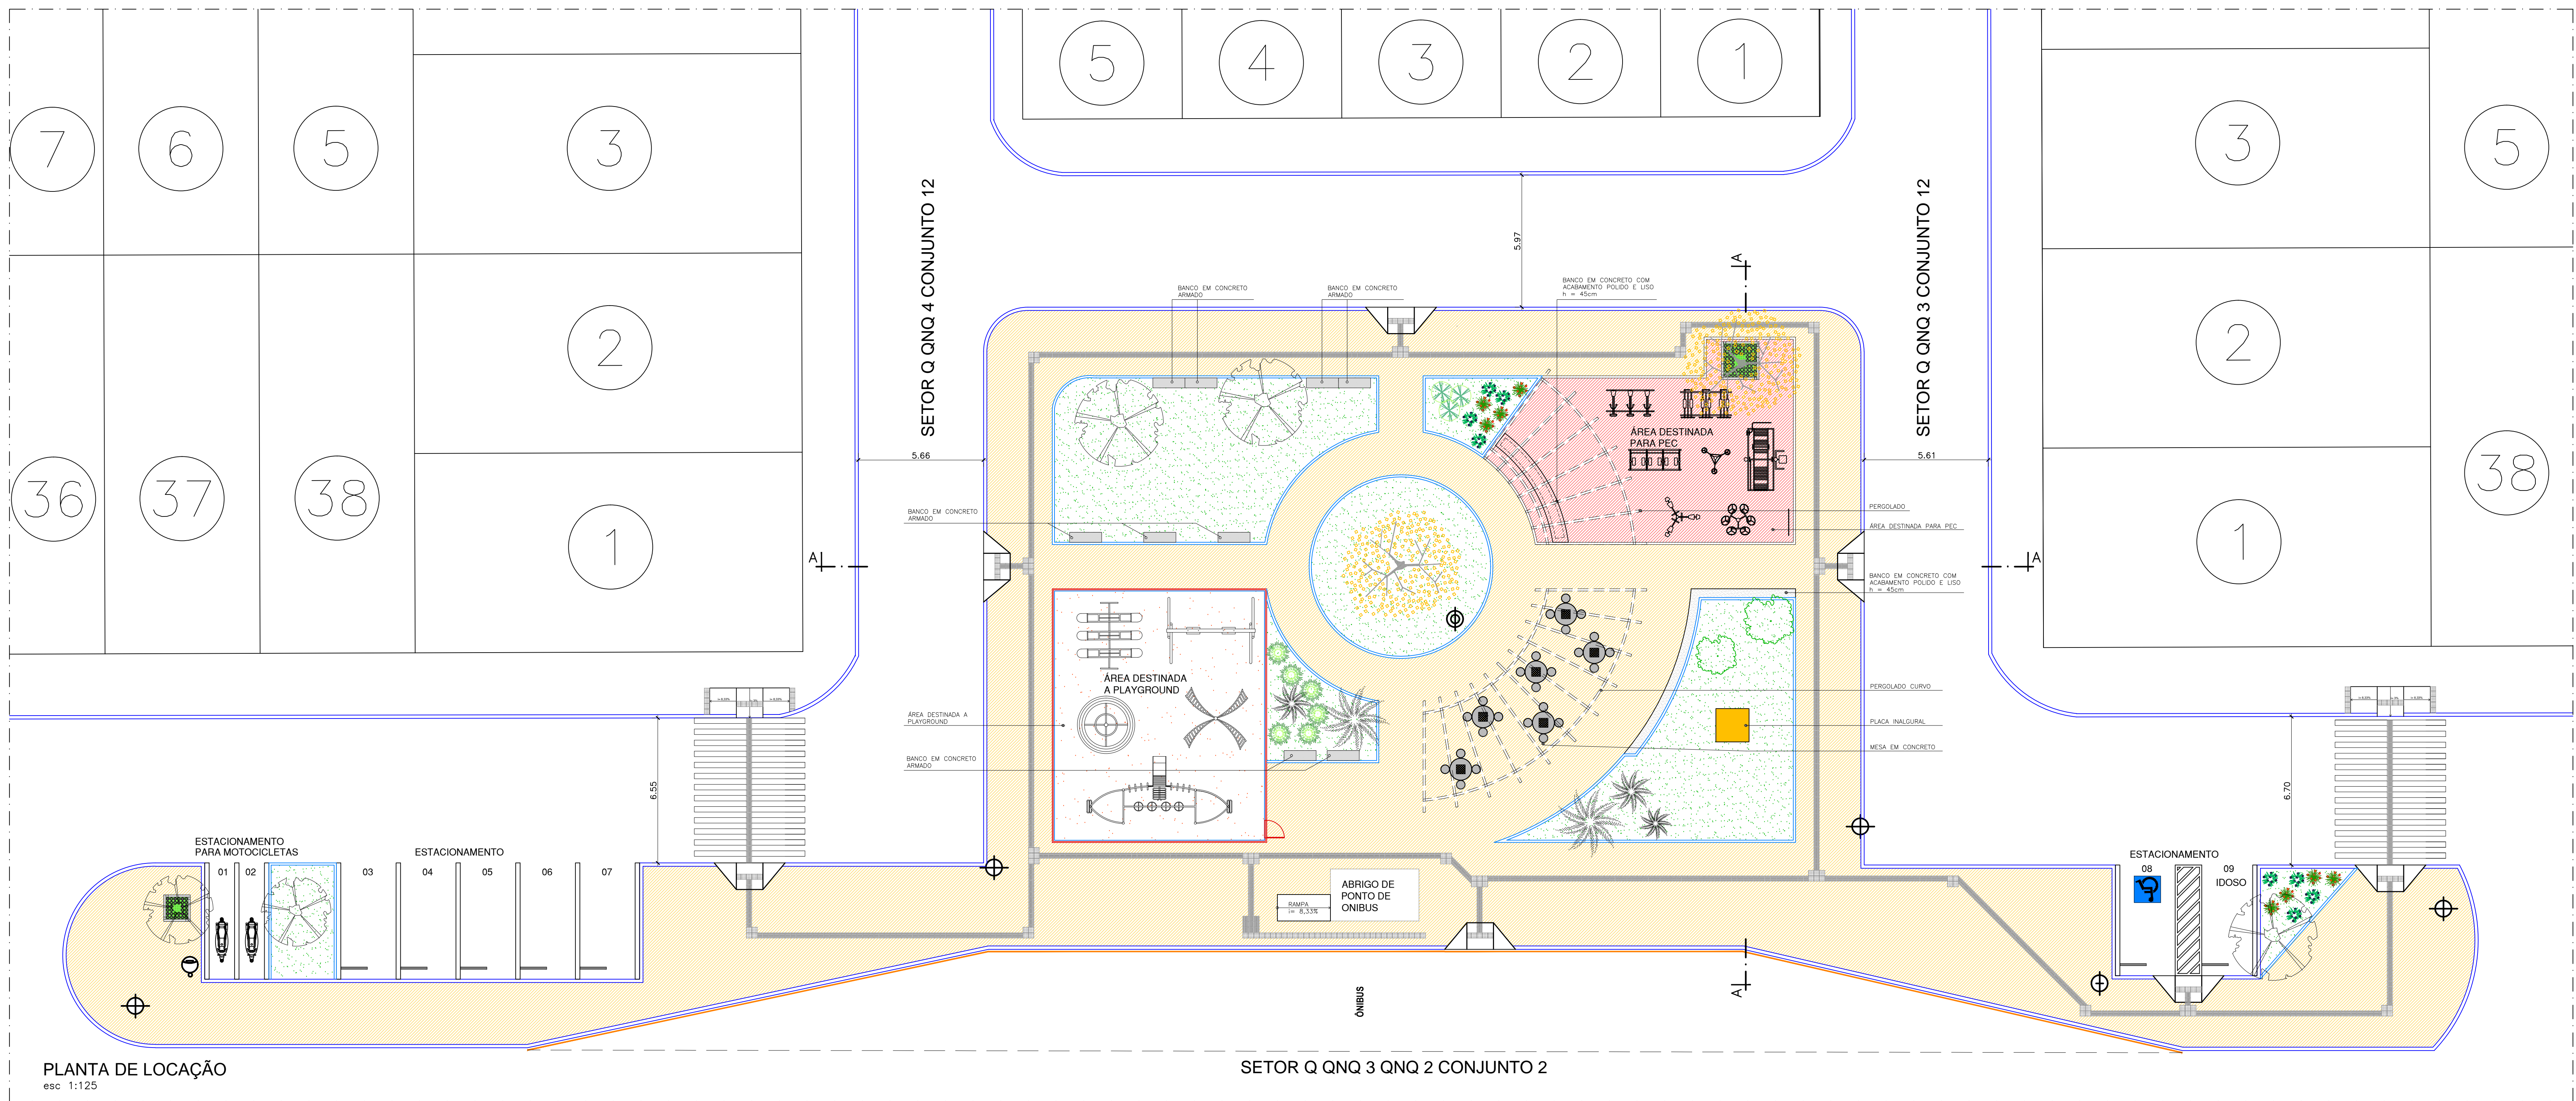 5
4
3
2
1
7
6
5
3
3
5
SETOR Q QNQ 4 CONJUNTO 12
5.97
SETOR Q QNQ 3 CONJUNTO 12
A
BANCO EM CONCRETO
ARMADO
BANCO EM CONCRETO
ARMADO
BANCO EM CONCRETO COM
ACABAMENTO POLIDO E LISO
h = 45cm
2
2
36
37
38
1
1
38
5.66
5.61
ÁREA DESTINADA
PARA PEC
BANCO EM CONCRETO
ARMADO
PERGOLADO
ÁREA DESTINADA PARA PEC
A
A
BANCO EM CONCRETO COM
ACABAMENTO POLIDO E LISO
h = 45cm
ÁREA DESTINADA
A PLAYGROUND
PERGOLADO CURVO
ÁREA DESTINADA A
PLAYGROUND
PLACA INALGURAL
MESA EM CONCRETO
BANCO EM CONCRETO
ARMADO
6.55
6.70
ESTACIONAMENTO
PARA MOTOCICLETAS
ESTACIONAMENTO
01
02
03
04
05
06
07
ESTACIONAMENTO
08
09
IDOSO
ABRIGO DE
PONTO DE
ONIBUS
RAMPA
i= 8,33%
ÔNIBUS
A
PLANTA DE LOCAÇÃO
esc 1:125
SETOR Q QNQ 3 QNQ 2 CONJUNTO 2